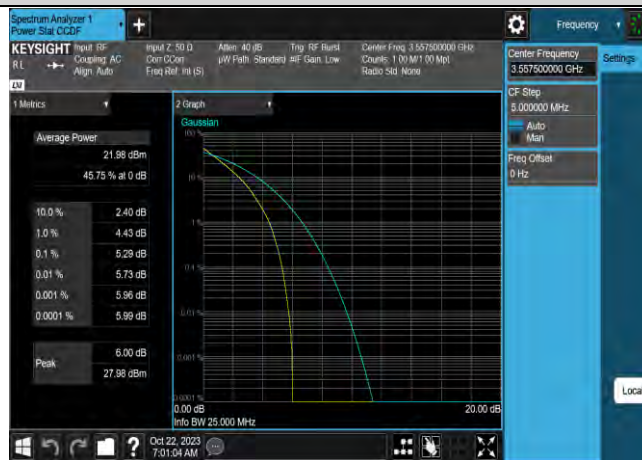 Spectrum Analyzer 1
Power Stat CCDF
+
Frequency
KEYSIGHT
RL
Input: RF
Coupling: AC
Align: Auto
Input Z: 50 Ω
Corr CCorr
Freq Ref: Int (S)
Atten: 40 dB
µW Path: Standard
Trig: RF Burst
#IF Gain: Low
Center Freq: 3.557500000 GHz
Counts: 1.00 M/1.00 Mpt
Radio Std: None
LXI
Center Frequency
3.557500000 GHz
Settings
CF Step
5.000000 MHz
Auto
Man
Freq Offset
0 Hz
1 Metrics
Average Power
21.98 dBm
45.75 % at 0 dB
10.0 % 2.40 dB
1.0 % 4.43 dB
0.1 % 5.29 dB
0.01 % 5.73 dB
0.001 % 5.96 dB
0.0001 % 5.99 dB
Peak 6.00 dB
27.98 dBm
2 Graph
Gaussian
100 %
10 %
1 %
0.1 %
0.01 %
0.001 %
0.0001 %
0.00 dB 20.00 dB
Info BW 25.000 MHz
Local
?
Oct 22, 2023
7:01:04 AM